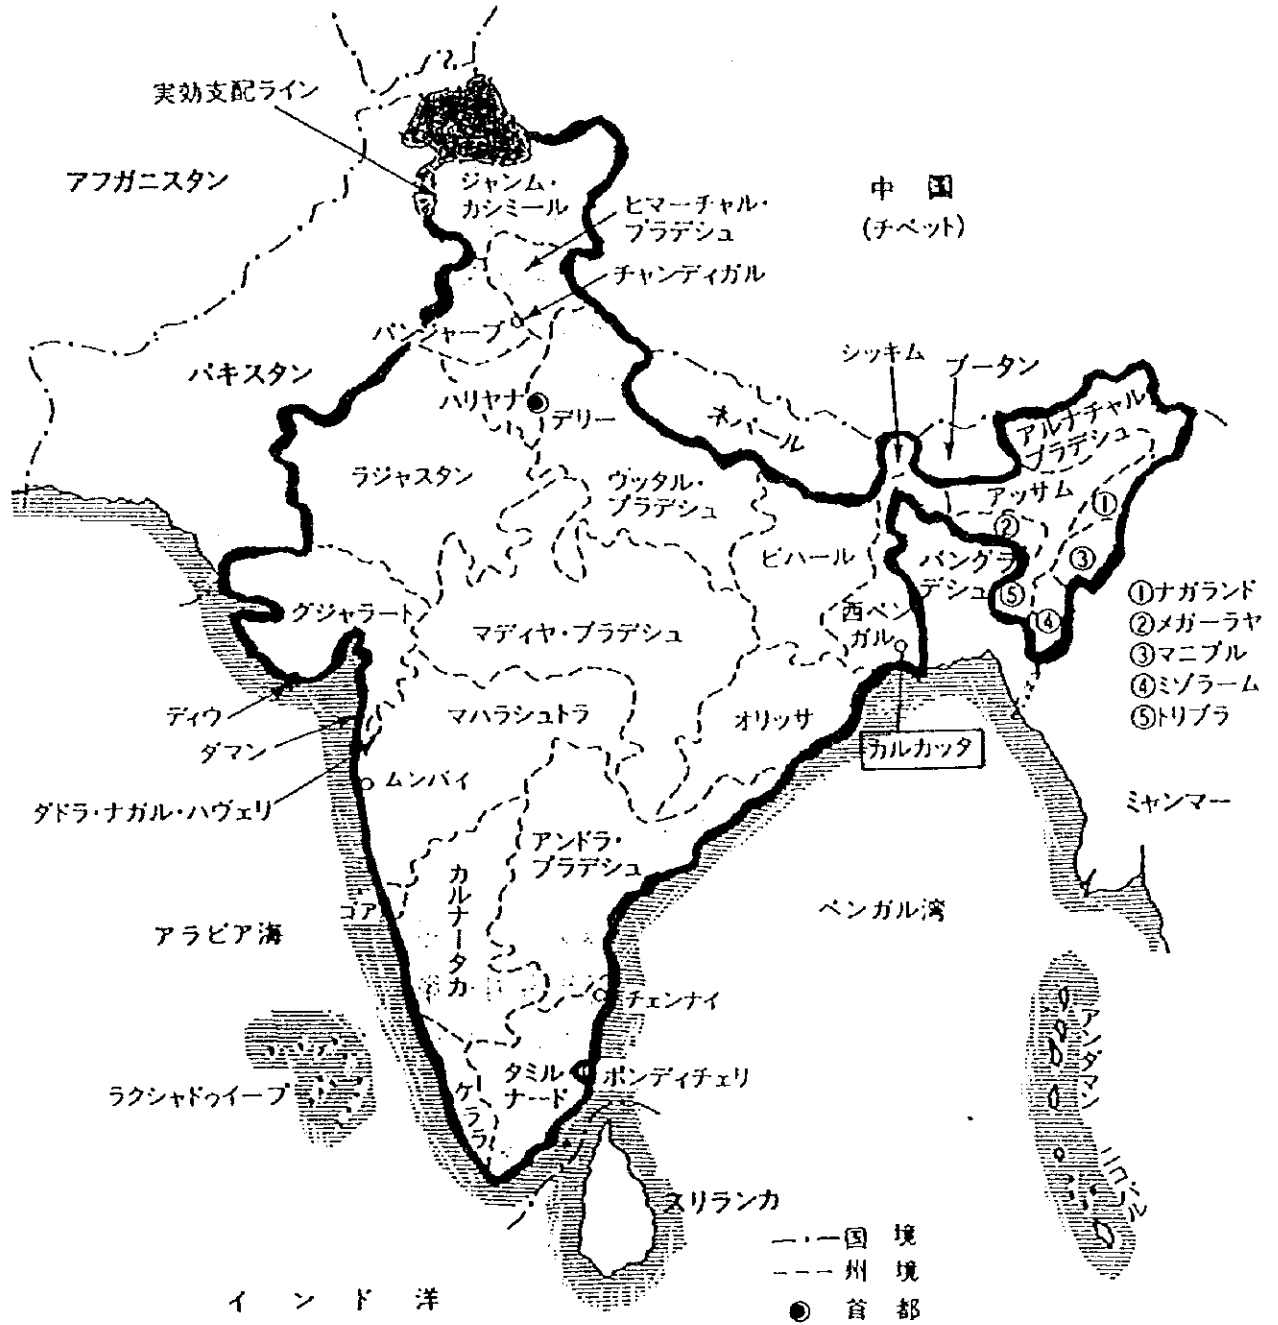 実効支配ライン
アフガニスタン
ジャンム・
カシミール
ヒマーチャル・
プラデシュ
中国
(チベット)
チャンディガル
パンジャーブ
パキスタン
ハリヤナ
デリー
シッキム
ブータン
ネパール
アルナチャル
プラデシュ
ラジャスタン
ヴッタル・
プラデシュ
アッサム
①
②
ビハール
バングラ
デシュ
③
⑤
④
グジャラート
マディヤ・プラデシュ
西ベン
ガル
①ナガランド
②メガーラヤ
③マニプル
④ミゾラーム
⑤トリプラ
ディウ
ダマン
マハラシュトラ
オリッサ
カルカッタ
ダドラ・ナガル・ハヴェリ
ムンバイ
ミャンマー
アンドラ・
プラデシュ
カルナータカ
ゴア
アラビア海
ベンガル湾
チェンナイ
アンダマン
ニコバル
ラクシャドゥイープ
ケララ
タミル
ナード
ポンディチェリ
スリランカ
インド洋
国境
州境
首都